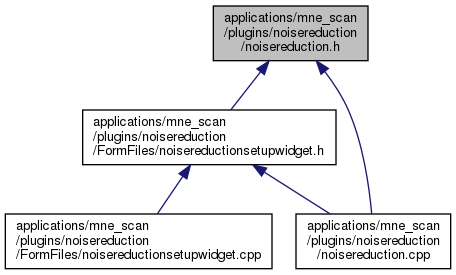 applications/mne_scan
/plugins/noisereduction
/noisereduction.h
applications/mne_scan
/plugins/noisereduction
/FormFiles/noisereductionsetupwidget.h
applications/mne_scan
/plugins/noisereduction
/FormFiles/noisereductionsetupwidget.cpp
applications/mne_scan
/plugins/noisereduction
/noisereduction.cpp